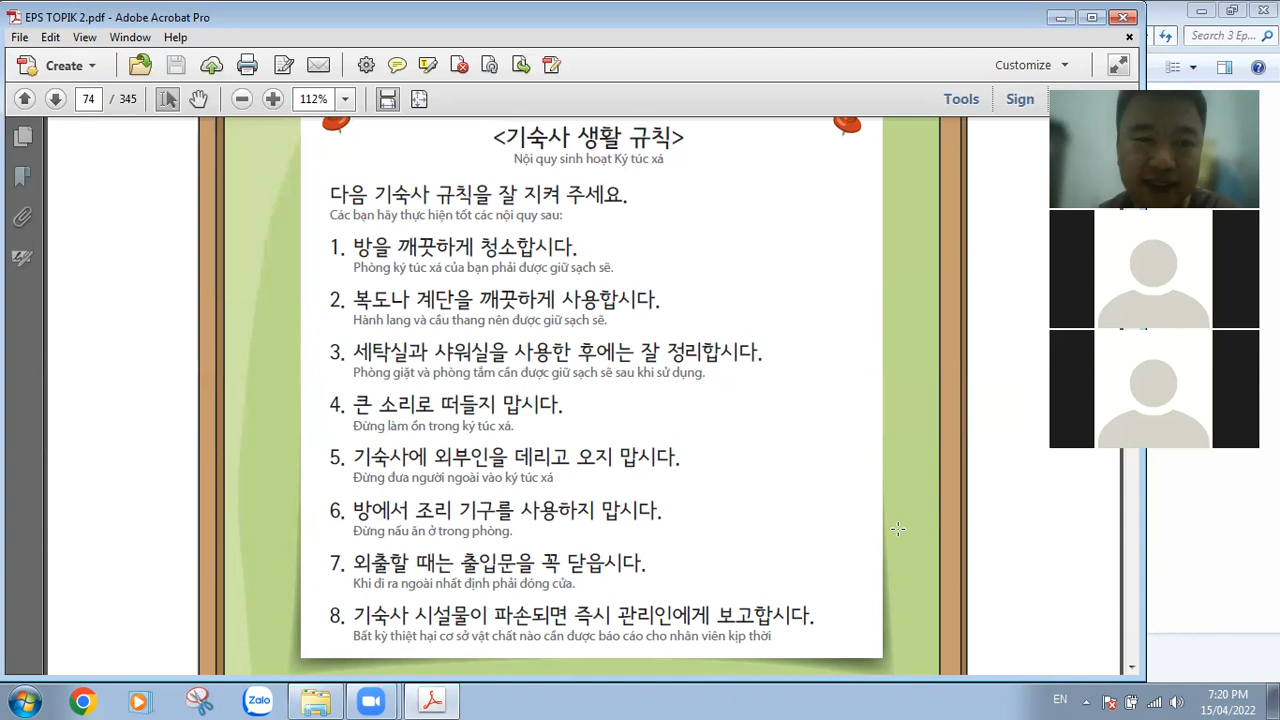 EPS TOPIK 2.pdf - Adobe Acrobat Pro
File Edit View Window Help
Create
Customize
74 / 345
112%
Tools
Sign
Search 3 Ep...
<기숙사 생활 규칙>
Nội quy sinh hoạt Ký túc xá
다음 기숙사 규칙을 잘 지켜 주세요.
Các bạn hãy thực hiện tốt các nội quy sau:
1. 방을 깨끗하게 청소합시다.
Phòng ký túc xá của bạn phải được giữ sạch sẽ.
2. 복도나 계단을 깨끗하게 사용합시다.
Hành lang và cầu thang nên được giữ sạch sẽ.
3. 세탁실과 샤워실을 사용한 후에는 잘 정리합시다.
Phòng giặt và phòng tắm cần được giữ sạch sẽ sau khi sử dụng.
4. 큰 소리로 떠들지 맙시다.
Đừng làm ồn trong ký túc xá.
5. 기숙사에 외부인을 데리고 오지 맙시다.
Đừng đưa người ngoài vào ký túc xá
6. 방에서 조리 기구를 사용하지 맙시다.
Đừng nấu ăn ở trong phòng.
7. 외출할 때는 출입문을 꼭 닫읍시다.
Khi đi ra ngoài nhất định phải đóng cửa.
8. 기숙사 시설물이 파손되면 즉시 관리인에게 보고합시다.
Bất kỳ thiệt hại cơ sở vật chất nào cần được báo cáo cho nhân viên kịp thời
Zalo
EN
7:20 PM
15/04/2022